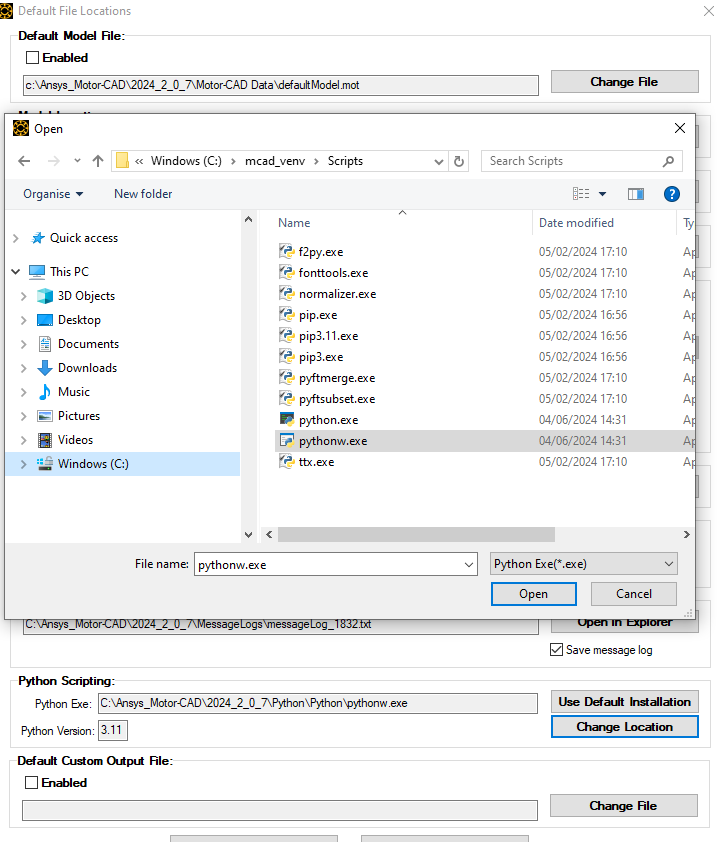 Default File Locations
Default Model File:
Enabled
c:\Ansys_Motor-CAD\2024_2_0_7\Motor-CAD Data\defaultModel.mot
Change File
Open
« Windows (C:) › mcad_venv › Scripts
Search Scripts
Organise
New folder
Name
Date modified
Ty
Quick access
This PC
3D Objects
Desktop
Documents
Downloads
Music
Pictures
Videos
Windows (C:)
f2py.exe 05/02/2024 17:10 Ap
fonttools.exe 05/02/2024 17:10 Ap
normalizer.exe 05/02/2024 17:10 Ap
pip.exe 05/02/2024 16:56 Ap
pip3.11.exe 05/02/2024 16:56 Ap
pip3.exe 05/02/2024 16:56 Ap
pyftmerge.exe 05/02/2024 17:10 Ap
pyftsubset.exe 05/02/2024 17:10 Ap
python.exe 04/06/2024 14:31 Ap
pythonw.exe 04/06/2024 14:31 Ap
ttx.exe 05/02/2024 17:10 Ap
File name: pythonw.exe
Python Exe(*.exe)
Open
Cancel
C:\Ansys_Motor-CAD\2024_2_0_7\MessageLogs\messageLog_1832.txt
Open in Explorer
Save message log
Python Scripting:
Python Exe: C:\Ansys_Motor-CAD\2024_2_0_7\Python\Python\pythonw.exe
Use Default Installation
Python Version: 3.11
Change Location
Default Custom Output File:
Enabled
Change File